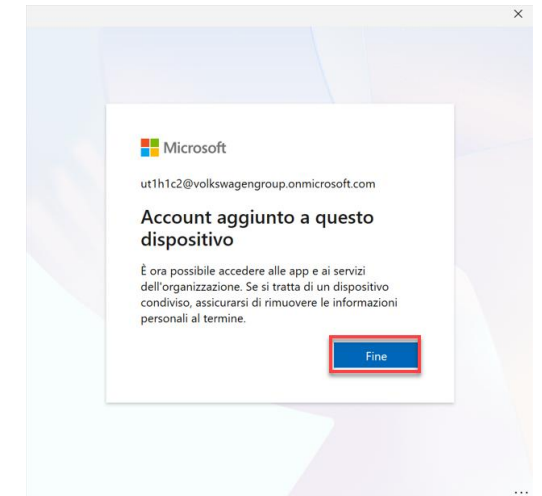 Microsoft
ut1h1c2@volkswagengroup.onmicrosoft.com
Account aggiunto a questo
dispositivo
È ora possibile accedere alle app e ai servizi
dell'organizzazione. Se si tratta di un dispositivo
condiviso, assicurarsi di rimuovere le informazioni
personali al termine.
Fine